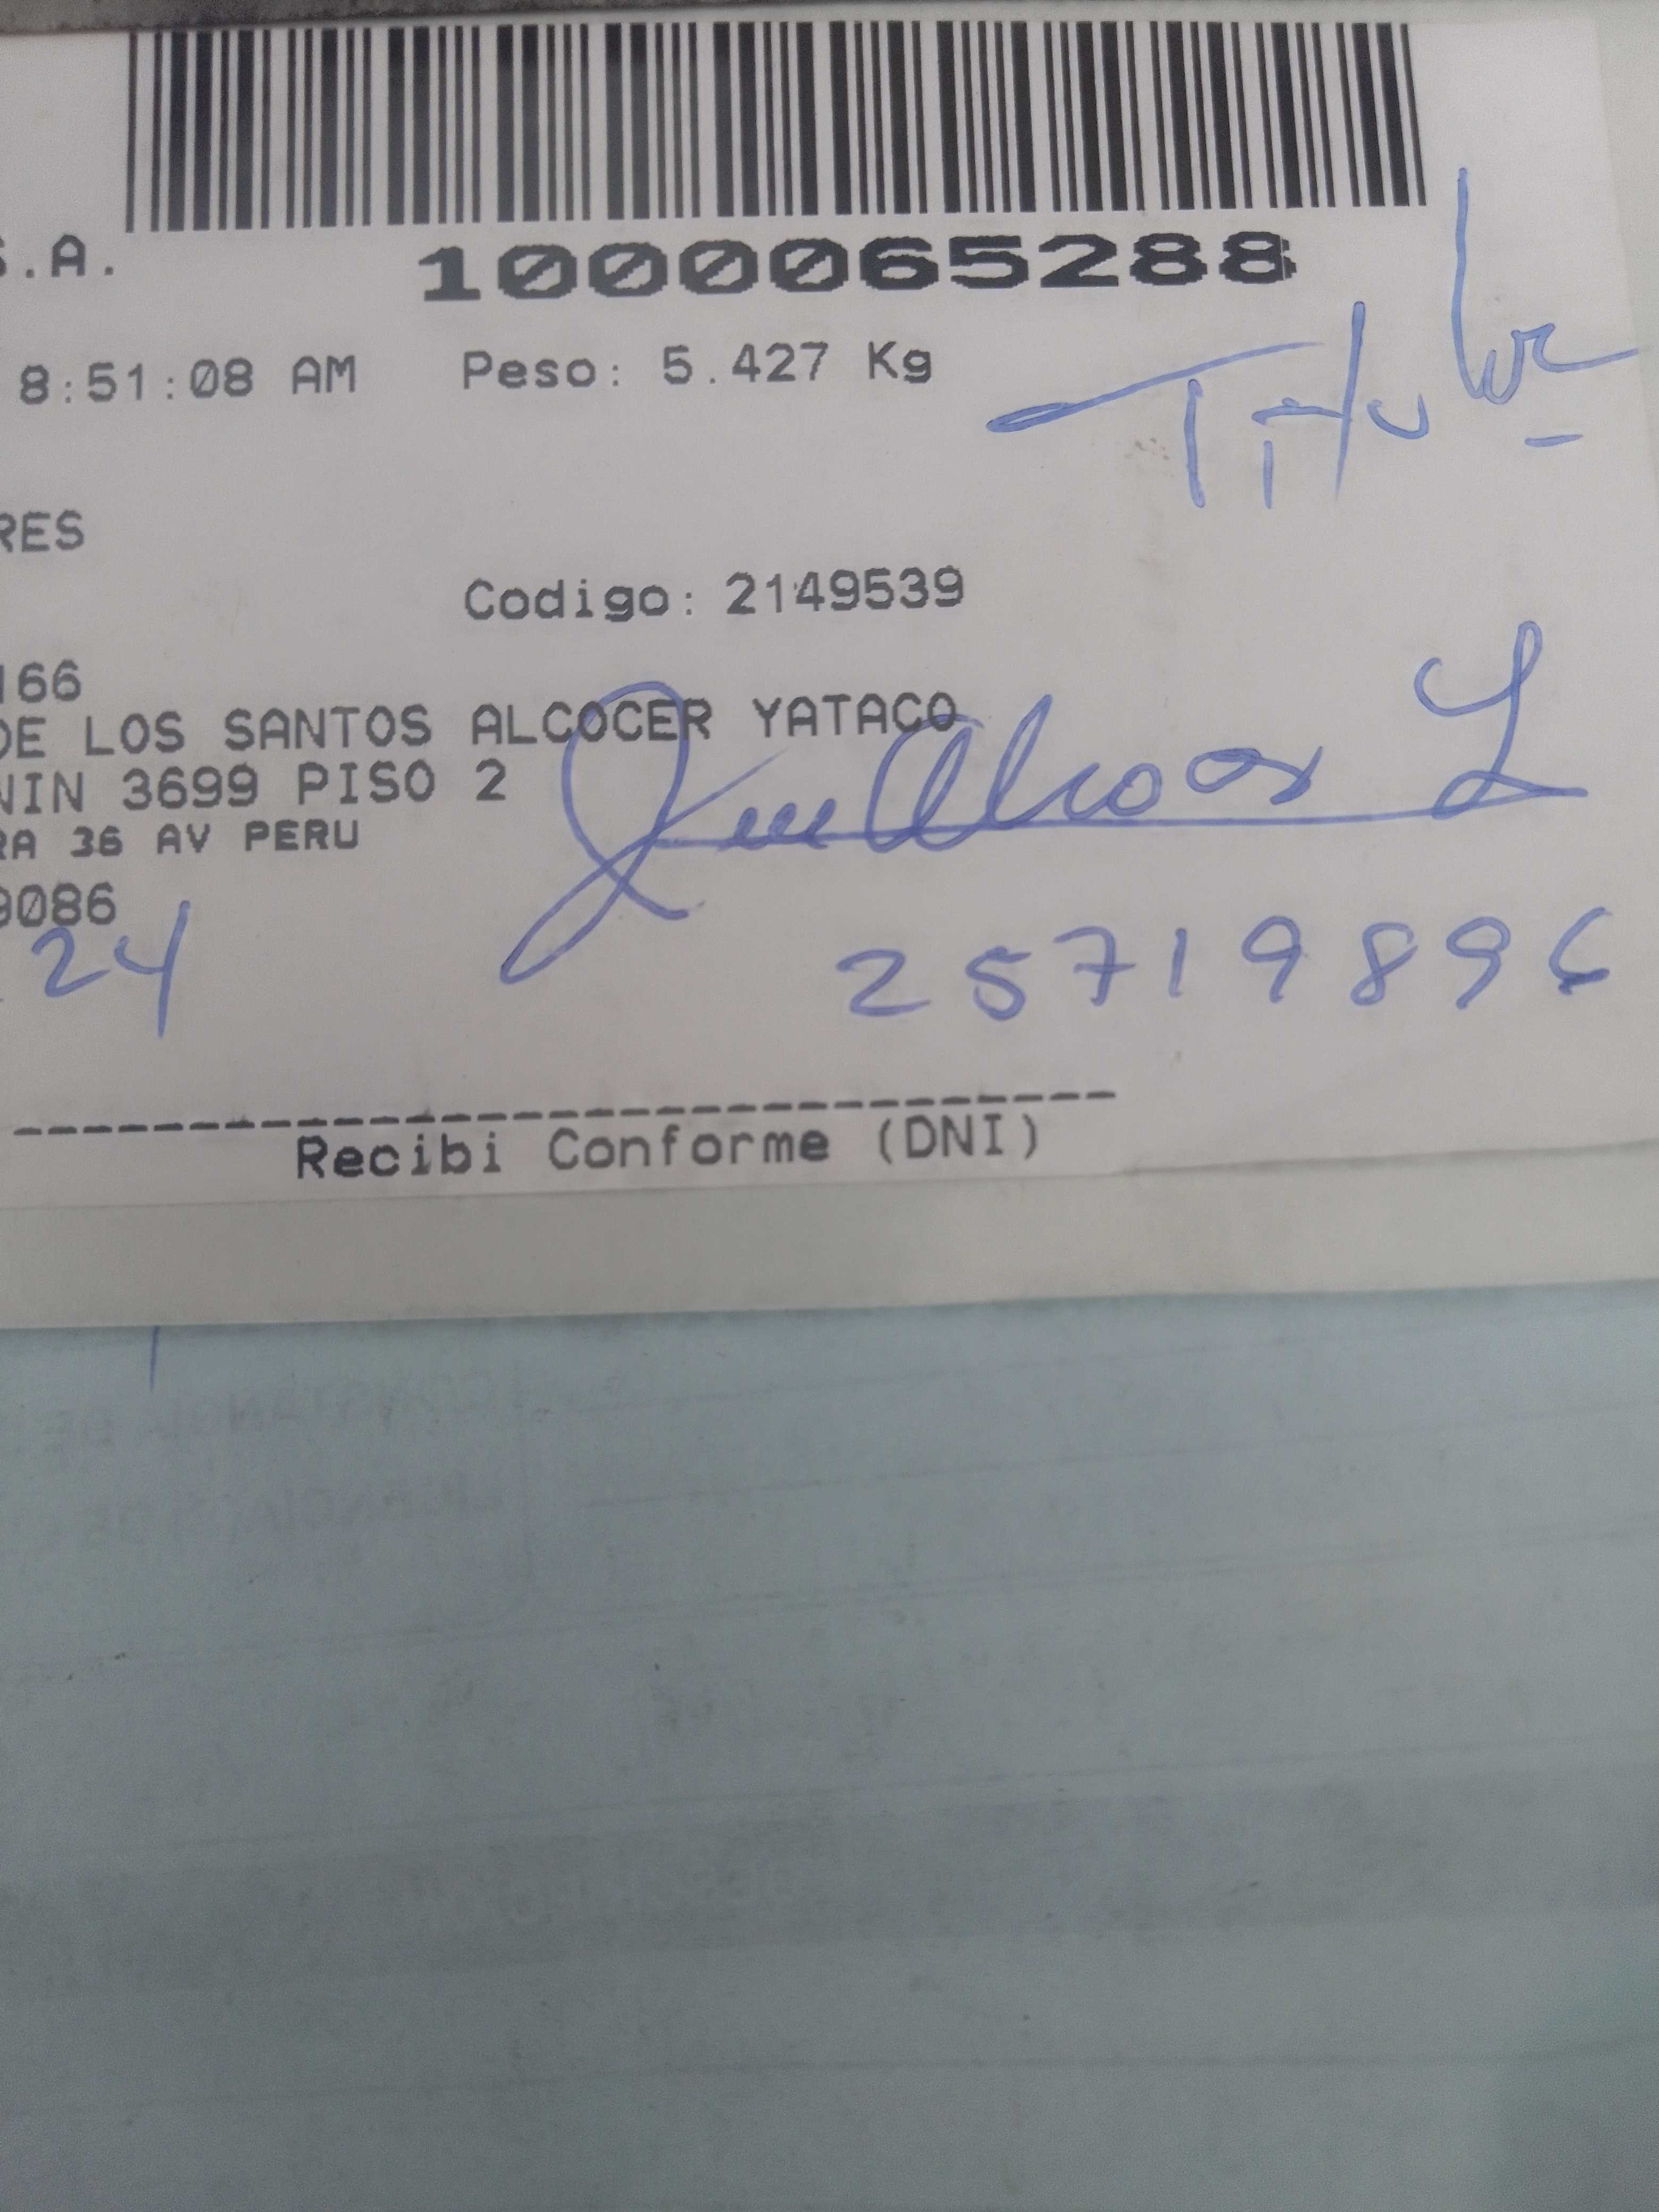 S.A.
1000065288
8:51:08 AM Peso: 5.427 Kg
Titular
RES
Codigo: 2149539
166
DE LOS SANTOS ALCOCER YATACO
NIN 3699 PISO 2
RA 36 AV PERU
9086
24
25719896
Recibi Conforme (DNI)